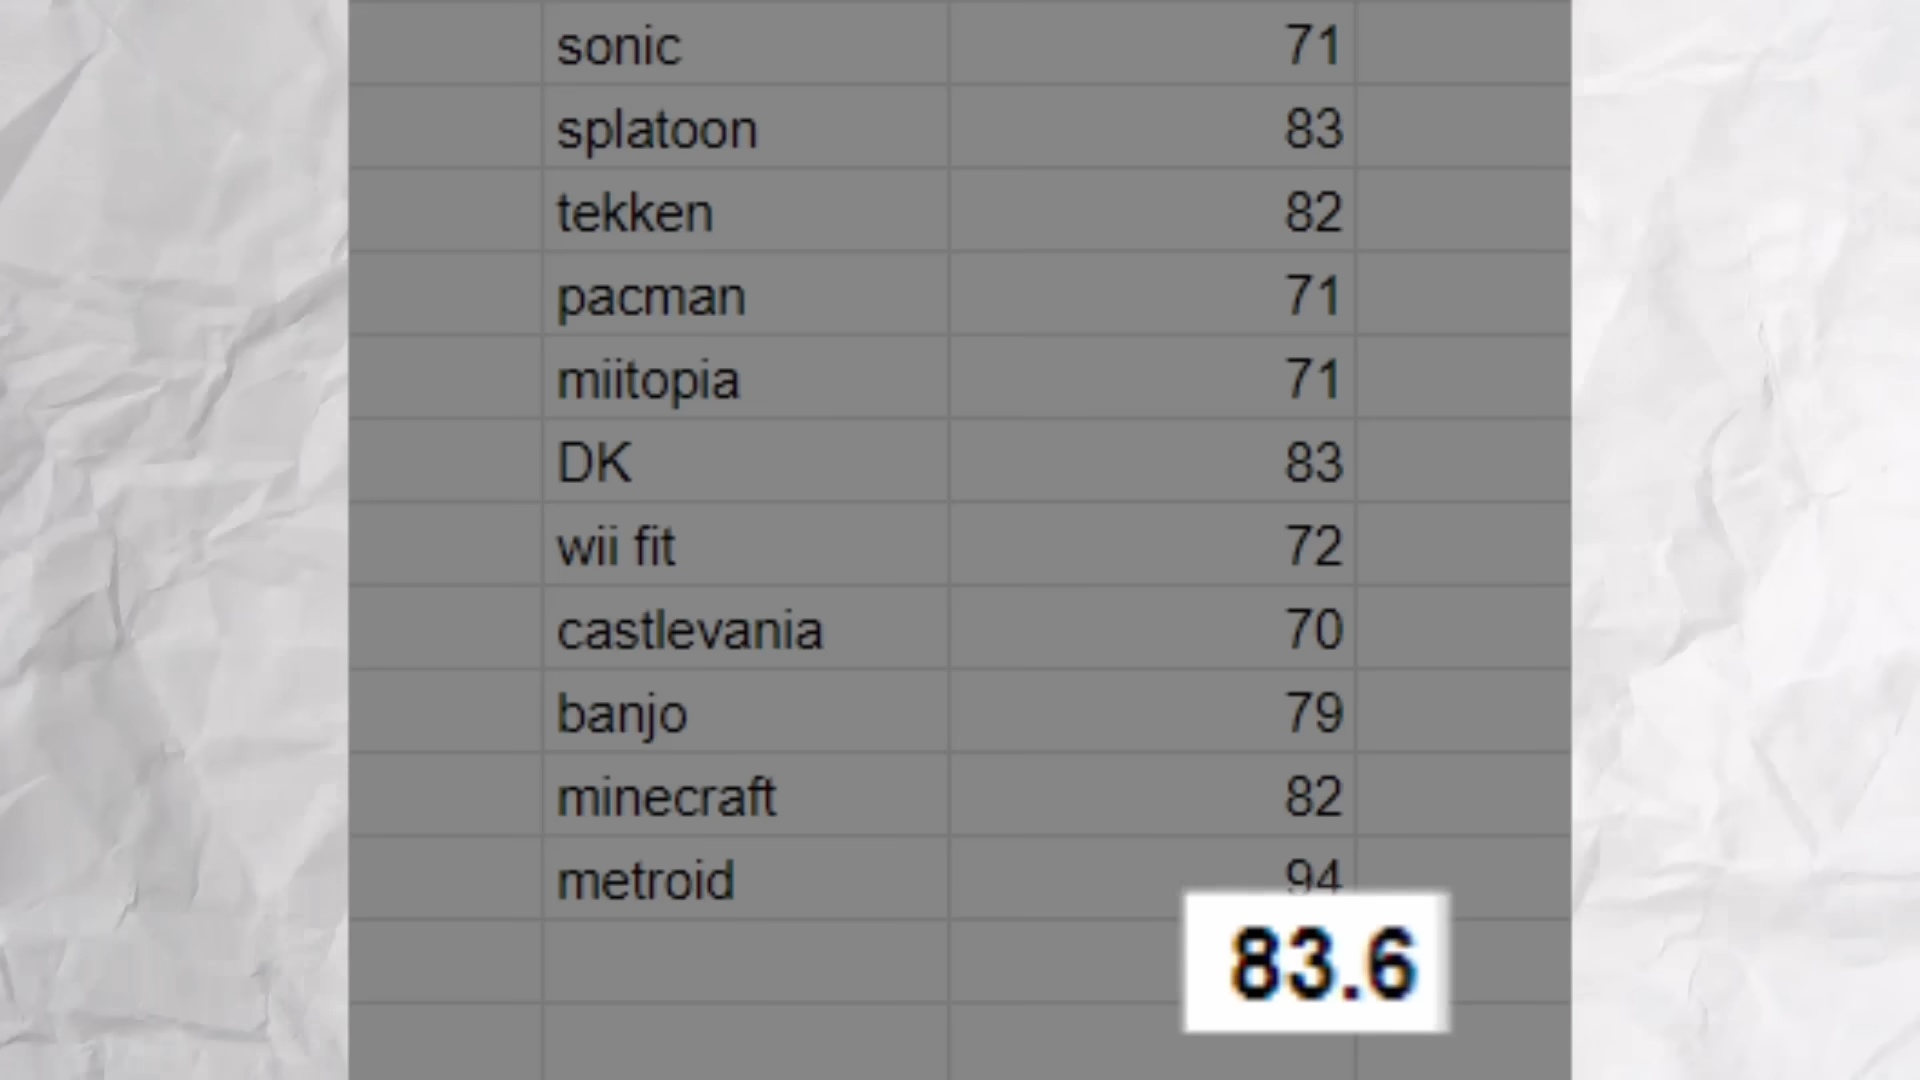 sonic 71
splatoon 83
tekken 82
pacman 71
miitopia 71
DK 83
wii fit 72
castlevania 70
banjo 79
minecraft 82
metroid 94
83.6